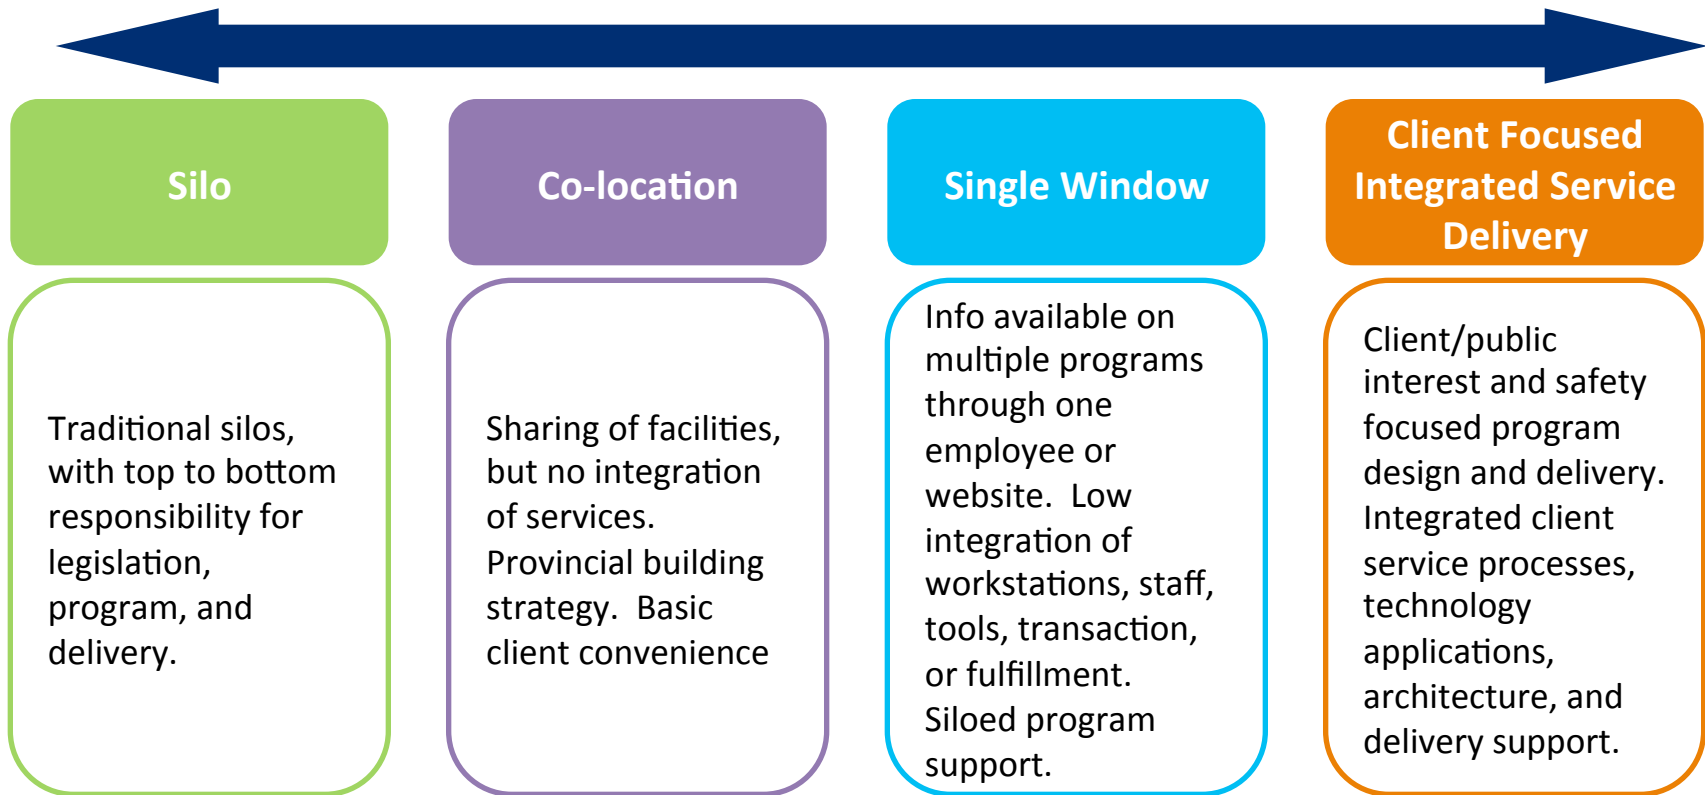 Silo
Co-location
Single Window
Client Focused
Integrated Service
Delivery
Traditional silos,
with top to bottom
responsibility for
legislation,
program, and
delivery.
Sharing of facilities,
but no integration
of services.
Provincial building
strategy.  Basic
client convenience
Info available on
multiple programs
through one
employee or
website.  Low
integration of
workstations, staff,
tools, transaction,
or fulfillment.
Siloed program
support.
Client/public
interest and safety
focused program
design and delivery.
Integrated client
service processes,
technology
applications,
architecture, and
delivery support.